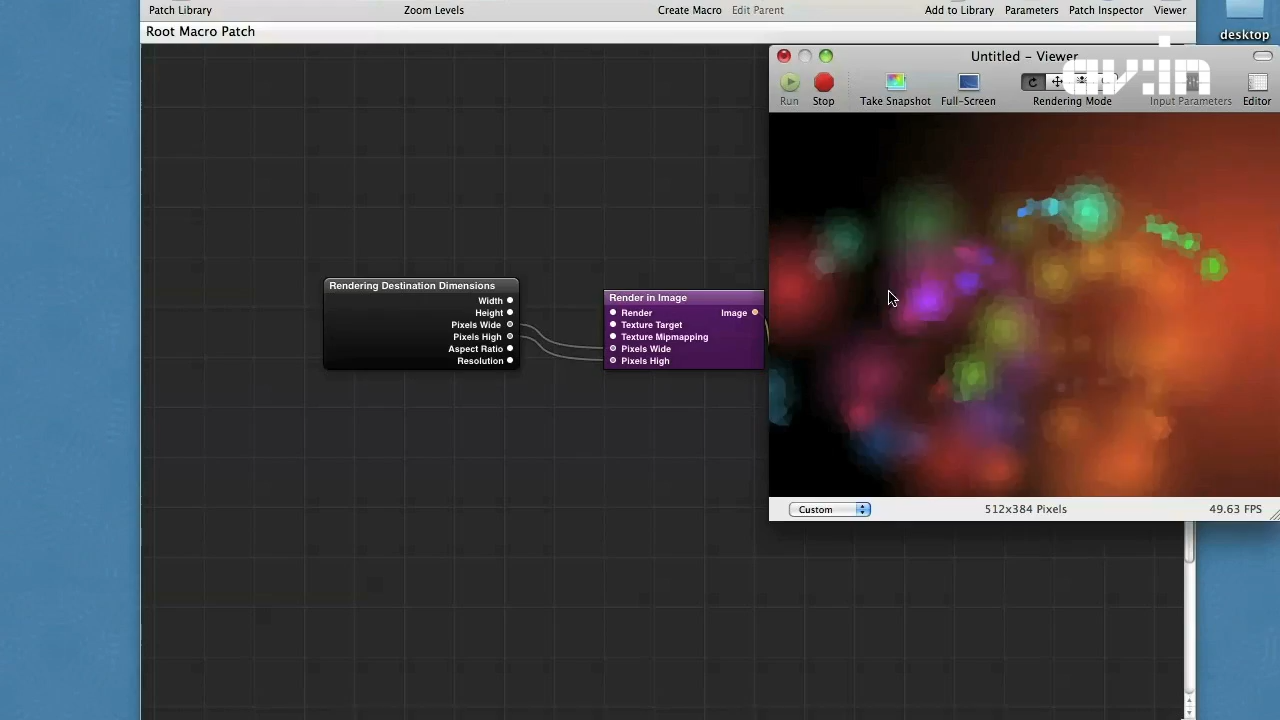 Patch Library Zoom Levels Create Macro Edit Parent Add to Library Parameters Patch Inspector Viewer
desktop
Root Macro Patch
Untitled - Viewer
av:in
Run Stop Take Snapshot Full-Screen Rendering Mode Input Parameters Editor
Rendering Destination Dimensions
Width
Height
Pixels Wide
Pixels High
Aspect Ratio
Resolution
Render in Image
Render Image
Texture Target
Texture Mipmapping
Pixels Wide
Pixels High
Custom 512x384 Pixels 49.63 FPS